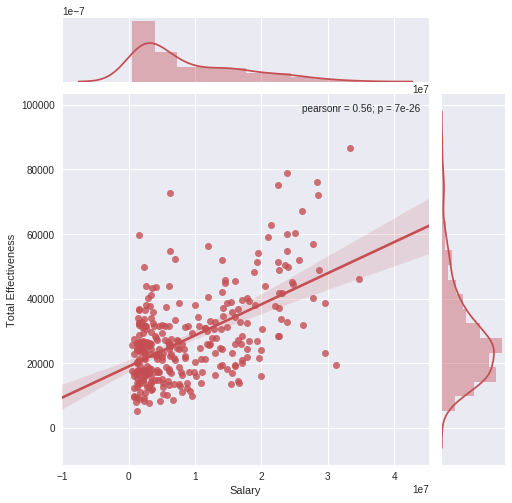 1e−7
1e7
pearsonr = 0.56; p = 7e-26
100000
80000
60000
40000
20000
0
Total Effectiveness
−1 0 1 2 3 4
Salary
1e7